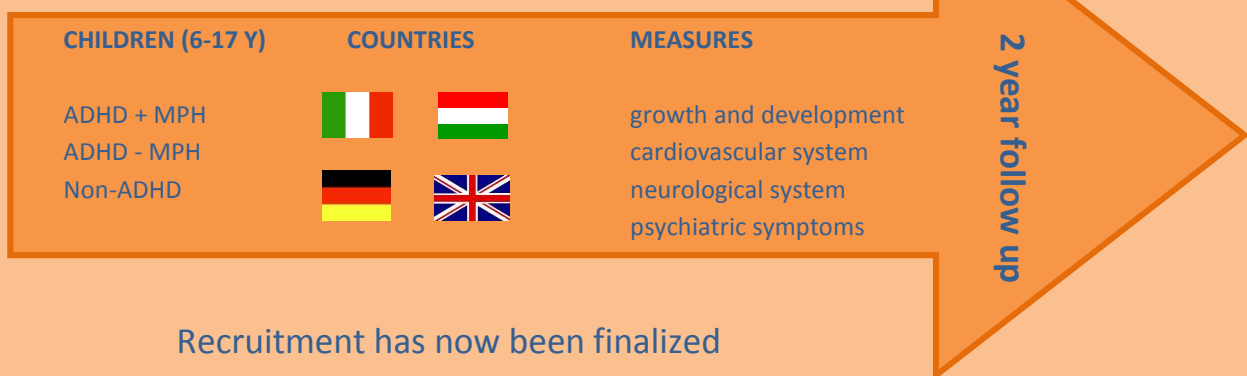 CHILDREN (6-17 Y)
COUNTRIES
MEASURES
ADHD + MPH
ADHD - MPH
Non-ADHD
growth and development
cardiovascular system
neurological system
psychiatric symptoms
2 year follow up
Recruitment has now been finalized